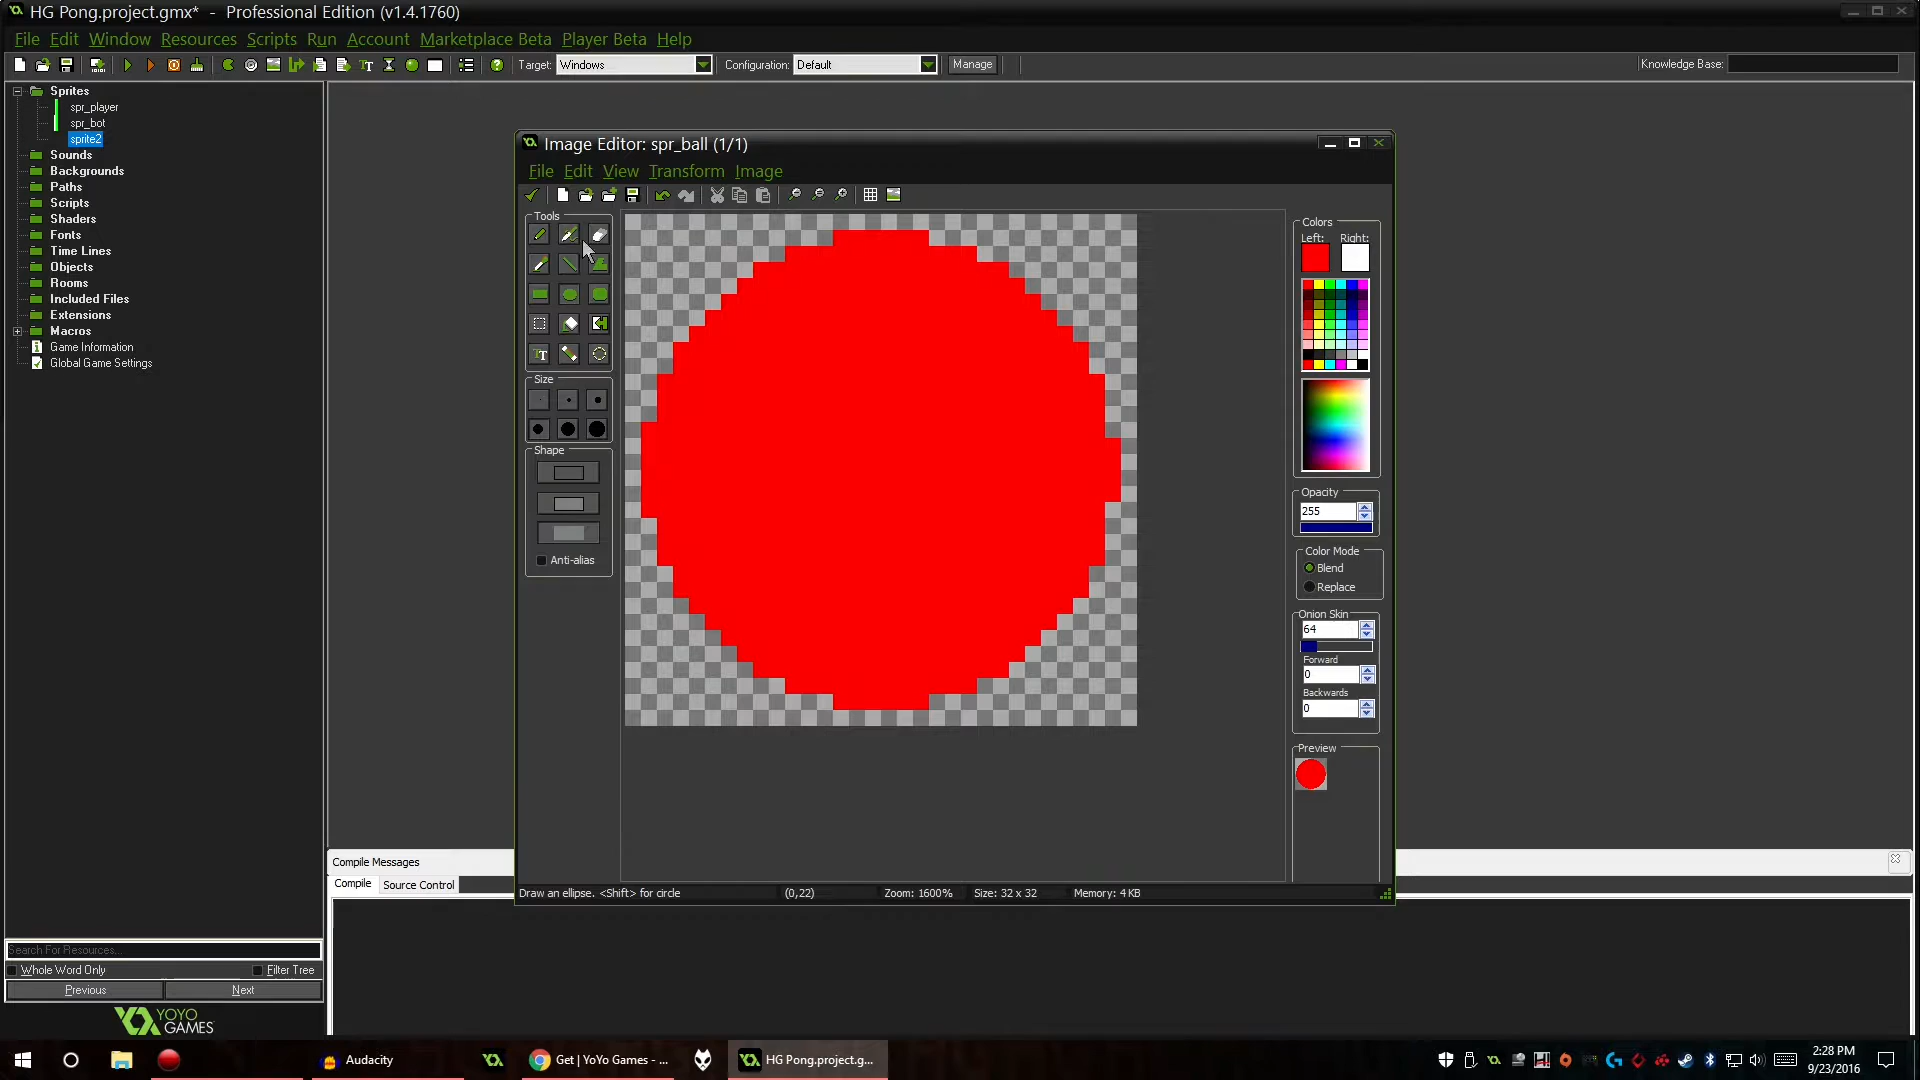 HG Pong.project.gmx* - Professional Edition (v1.4.1760)
File Edit Window Resources Scripts Run Account Marketplace Beta Player Beta Help
Target: Windows Configuration: Default Manage Knowledge Base:
Sprites
spr_player
spr_bot
sprite2
Sounds
Backgrounds
Paths
Scripts
Shaders
Fonts
Time Lines
Objects
Rooms
Included Files
Extensions
Macros
Game Information
Global Game Settings
Image Editor: spr_ball (1/1)
File Edit View Transform Image
Tools
Size
Shape
Anti-alias
Colors
Left: Right:
Opacity
255
Color Mode
Blend
Replace
Onion Skin
64
Forward
0
Backwards
0
Preview
Draw an ellipse. <Shift> for circle (0,22) Zoom: 1600% Size: 32 x 32 Memory: 4 KB
Compile Messages
Compile Source Control
Search For Resources...
Whole Word Only Filter Tree
Previous Next
YOYO
GAMES
Audacity
Get | YoYo Games - ...
HG Pong.project.g...
2:28 PM
9/23/2016